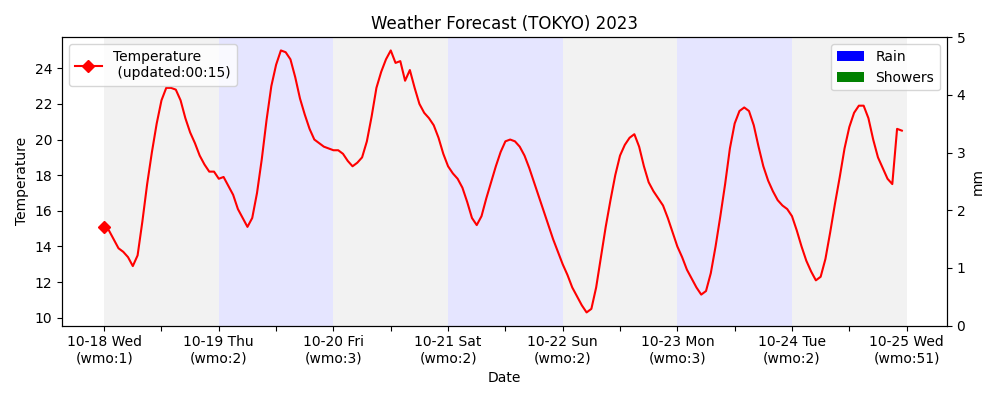 Weather Forecast (TOKYO) 2023
Temperature
(updated:00:15)
Rain
Showers
Temperature
24
22
20
18
16
14
12
10
5
4
3
2
1
0
mm
10-18 Wed
(wmo:1)
10-19 Thu
(wmo:2)
10-20 Fri
(wmo:3)
10-21 Sat
(wmo:2)
10-22 Sun
(wmo:2)
10-23 Mon
(wmo:3)
10-24 Tue
(wmo:2)
10-25 Wed
(wmo:51)
Date